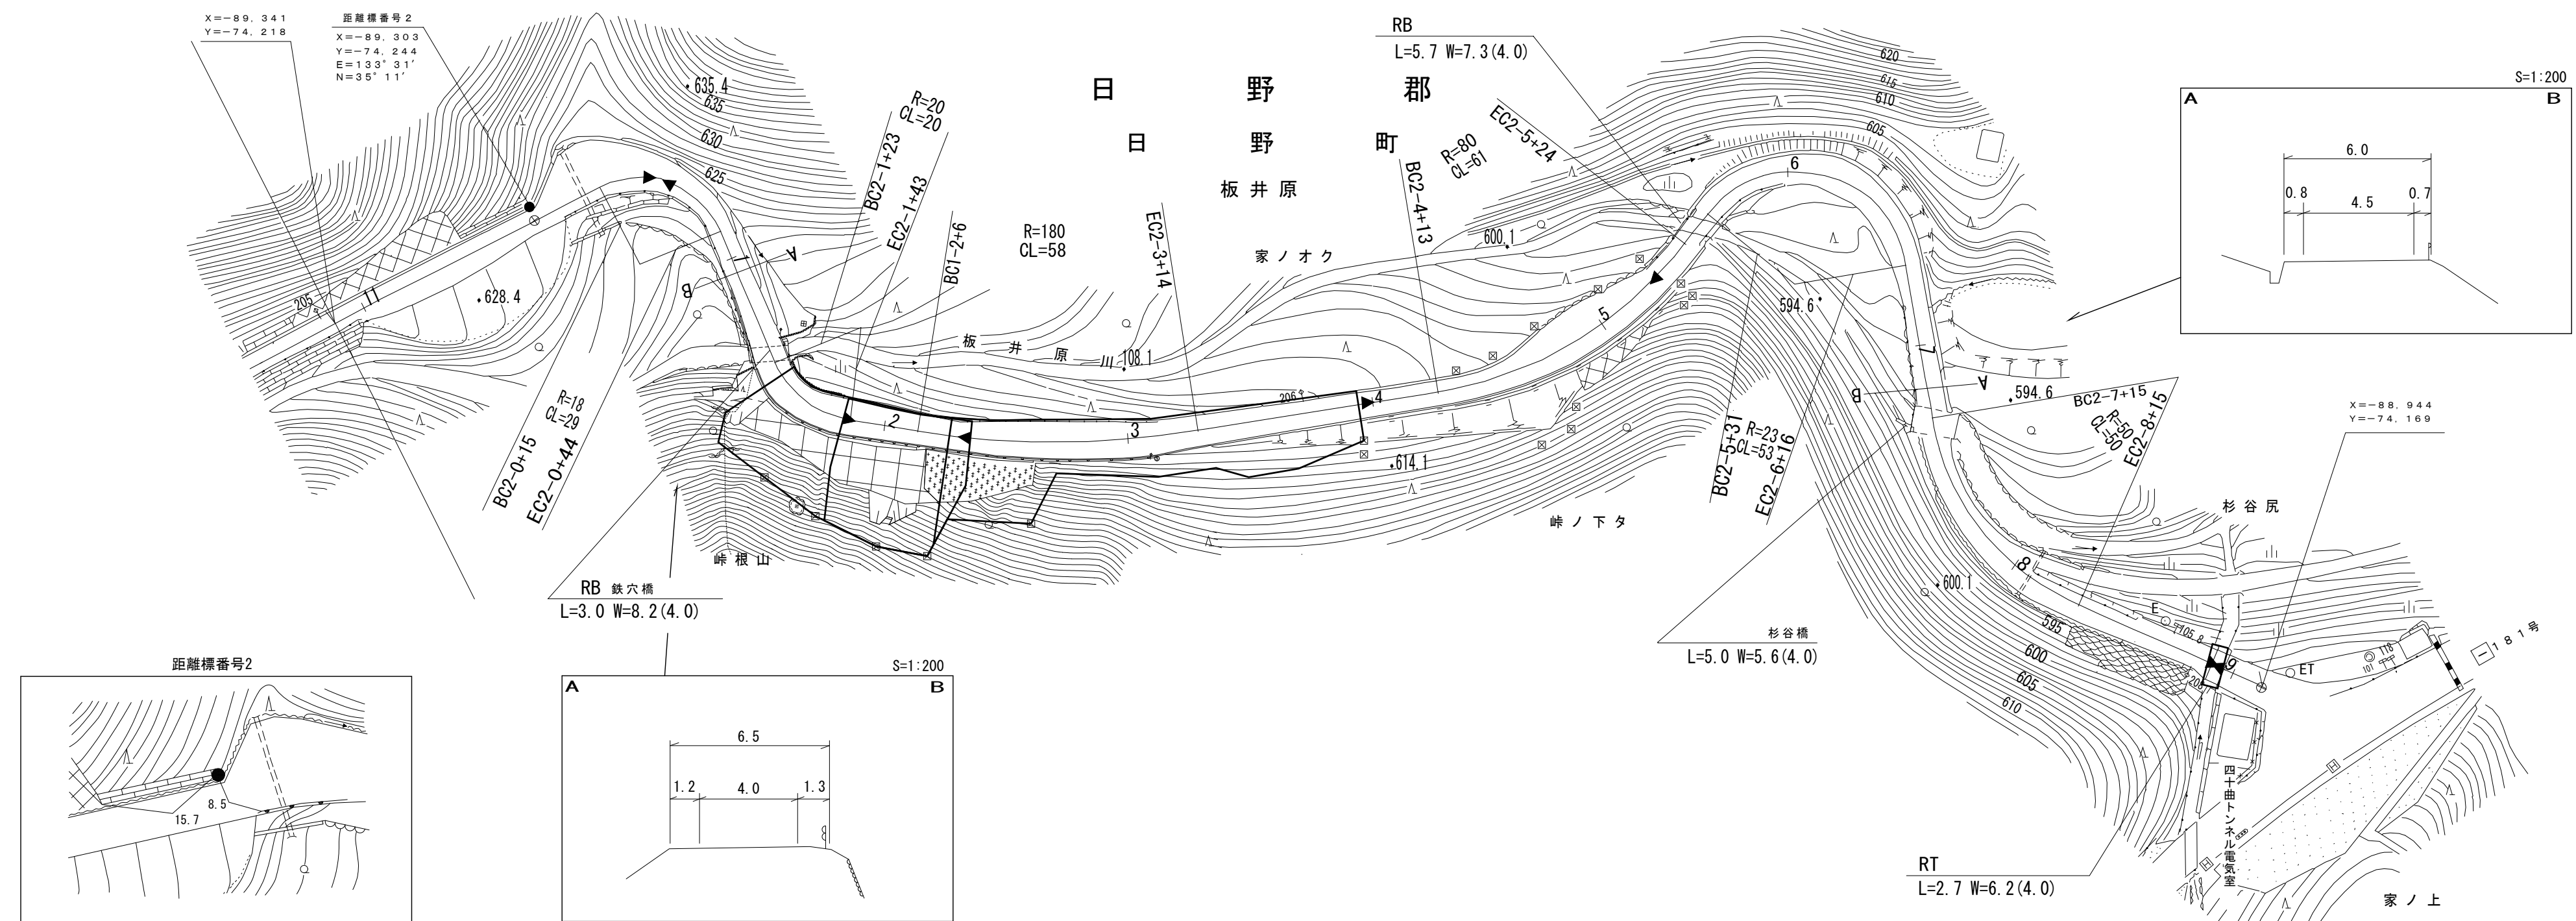 X=-89, 341
Y=-74, 218
距離標番号２
X=-89, 303
Y=-74, 244
E=133°31′
N=35°11′
日野郡
日野町
板井原
RB
L=5.7 W=7.3(4.0)
S=1:200
A
B
6.0
0.8
4.5
0.7
635.4
635
630
625
620
615
610
605
R=20
CL=20
BC2-1+23
EC2-1+43
BC1-2+6
R=180
CL=58
EC2-3+14
家ノオク
BC2-4+13
R=80
CL=61
EC2-5+24
600.1
594.6
628.4
205
11
1
A
B
板井原川
108.1
2
3
206.9
4
5
6
7
R=18
CL=29
BC2-0+15
EC2-0+44
614.1
峠根山
峠ノ下タ
BC2-5+31
R=23
CL=53
EC2-6+16
A
B
594.6
BC2-7+15
R=50
CL=50
EC2-8+15
X=-88, 944
Y=-74, 169
杉谷尻
8
600.1
E
105.8
595
600
605
610
9
206
ET
101
118
181号
RB 鉄穴橋
L=3.0 W=8.2(4.0)
杉谷橋
L=5.0 W=5.6(4.0)
RT
L=2.7 W=6.2(4.0)
四十曲トンネル電気室
家ノ上
H
H
距離標番号2
8.5
15.7
S=1:200
A
B
6.5
1.2
4.0
1.3